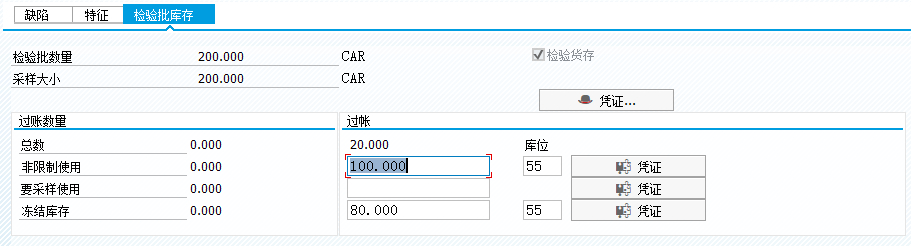 缺陷 特征 检验批库存
检验批数量 200.000 CAR 检验货存
采样大小 200.000 CAR
凭证...
过账数量 过帐
总数 0.000 20.000 库位
非限制使用 0.000 100.000 55 凭证
要采样使用 0.000 凭证
冻结库存 0.000 80.000 55 凭证